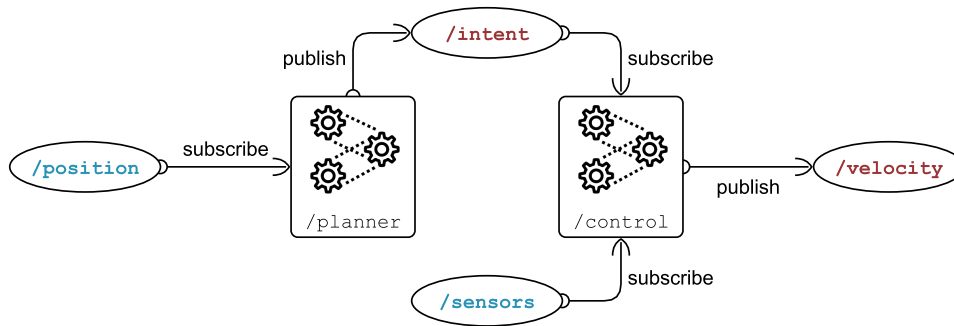 /intent
publish
subscribe
/position
subscribe
/planner
/control
publish
/velocity
subscribe
/sensors